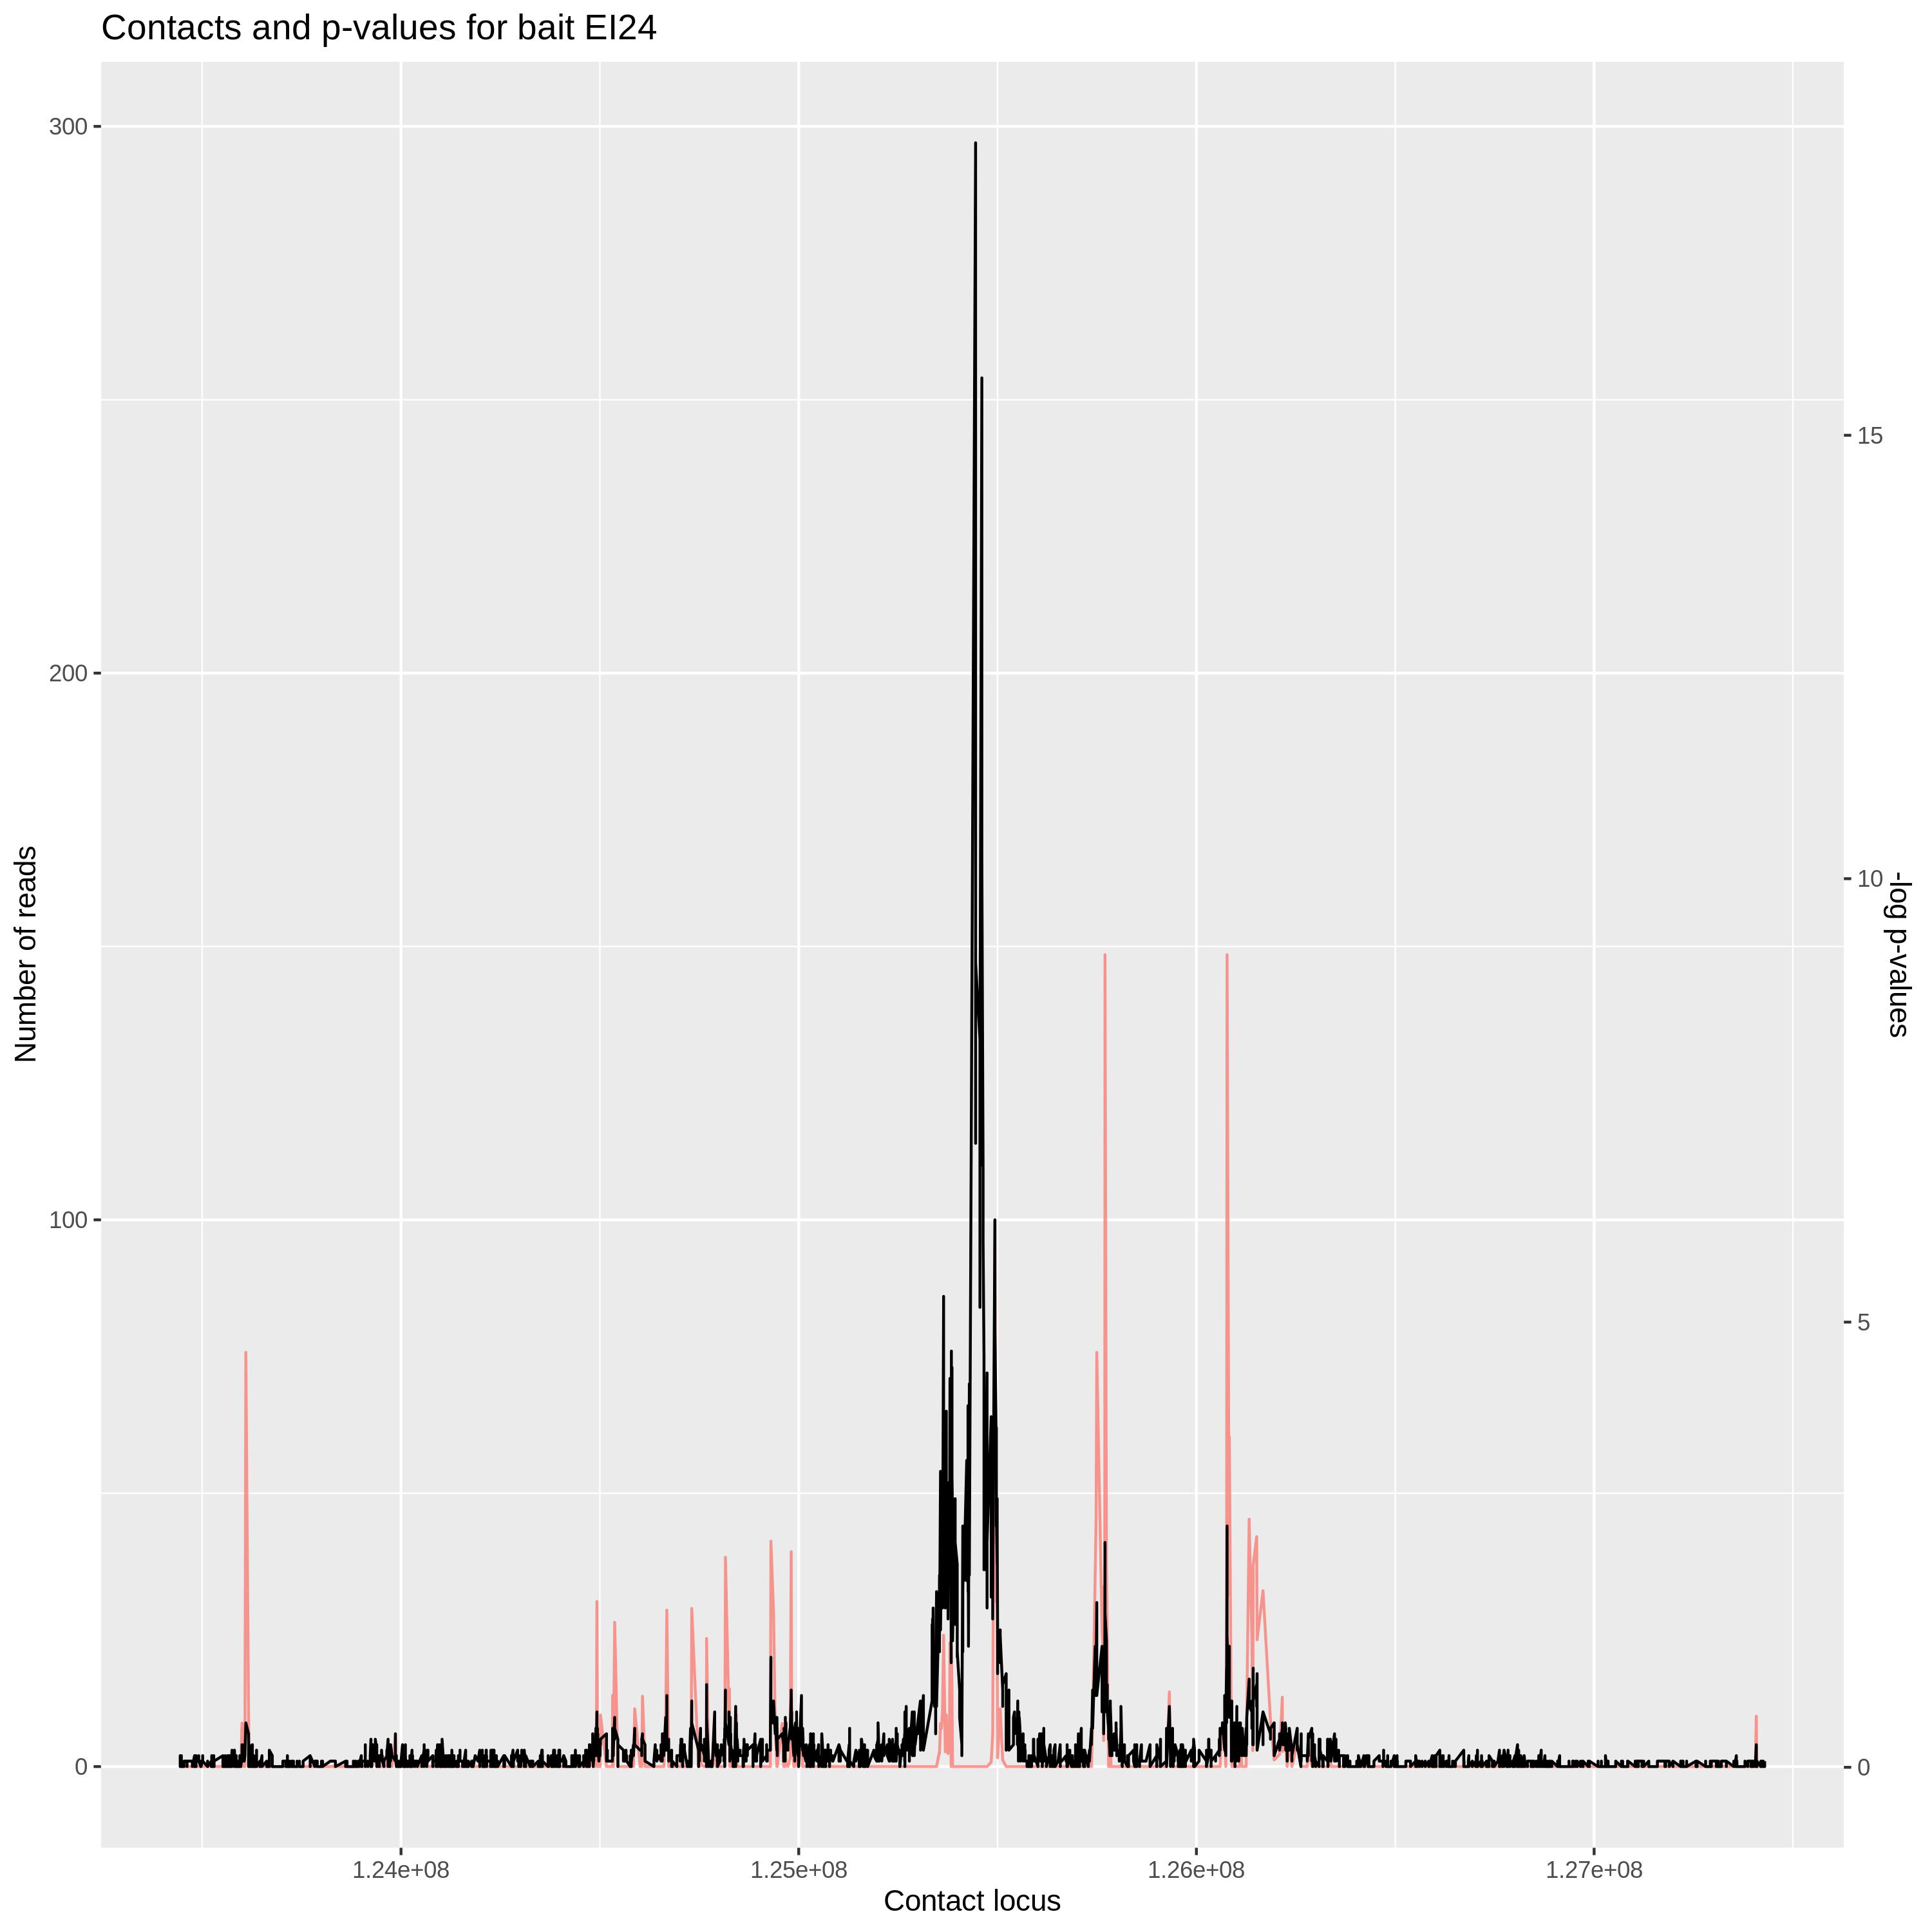 Contacts and p-values for bait EI24
300
200
100
0
Number of reads
15
10
5
0
-log p-values
1.24e+08
1.25e+08
1.26e+08
1.27e+08
Contact locus